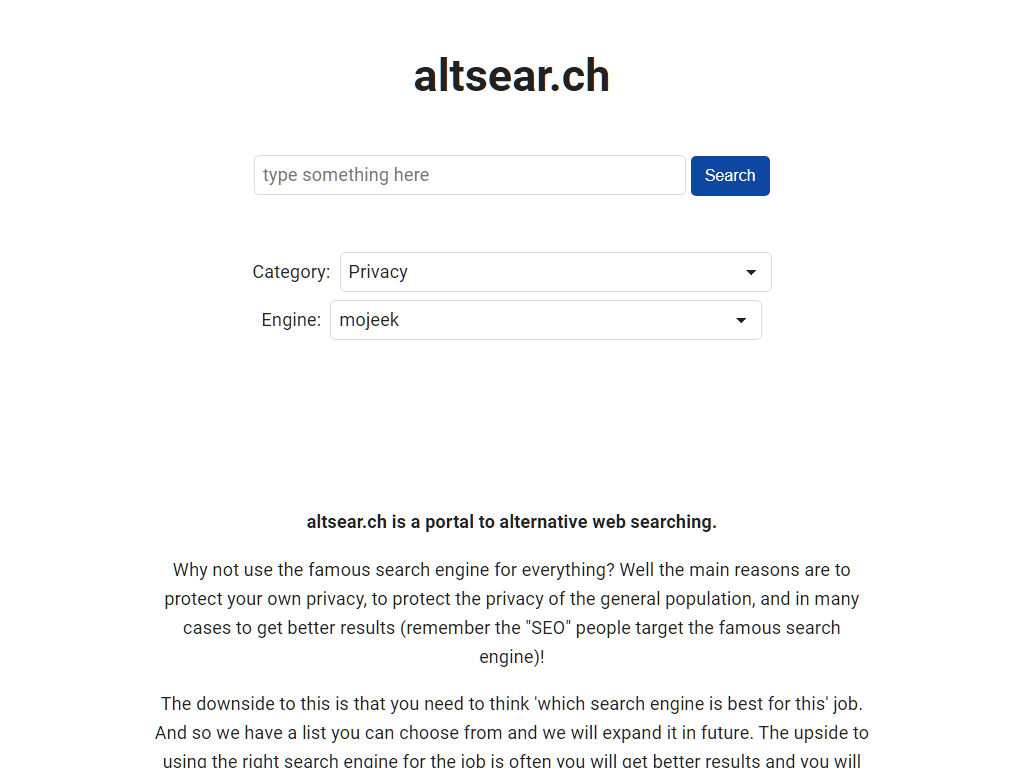 altsear.ch
type something here
Search
Category:
Privacy
Engine:
mojeek
altsear.ch is a portal to alternative web searching.
Why not use the famous search engine for everything? Well the main reasons are to
protect your own privacy, to protect the privacy of the general population, and in many
cases to get better results (remember the "SEO" people target the famous search
engine)!
The downside to this is that you need to think 'which search engine is best for this' job.
And so we have a list you can choose from and we will expand it in future. The upside to
using the right search engine for the job is often you will get better results and you will